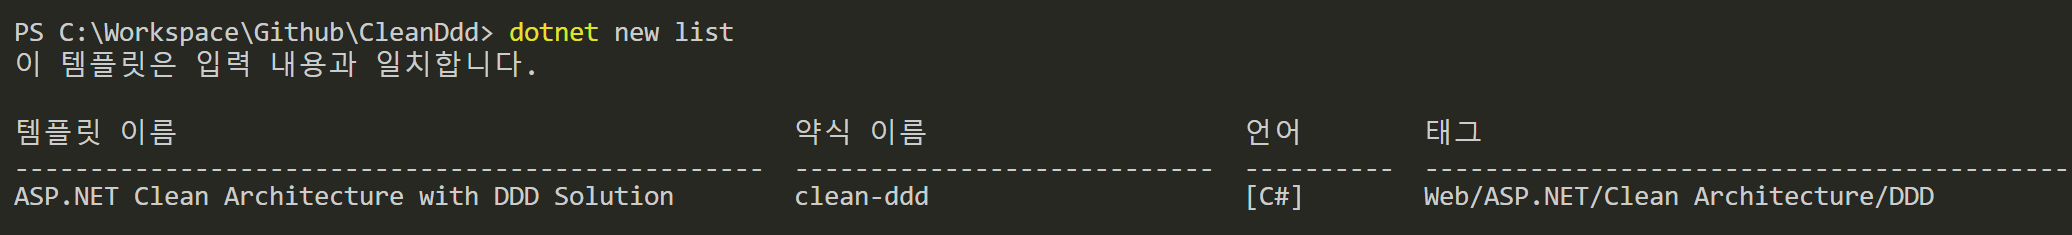 PS C:\Workspace\Github\CleanDdd> dotnet new list
이 템플릿은 입력 내용과 일치합니다.
템플릿 이름 약식 이름 언어 태그
-------------------------------------------------- ---------------------------- ---------- -------------------------------------------
ASP.NET Clean Architecture with DDD Solution clean-ddd [C#] Web/ASP.NET/Clean Architecture/DDD